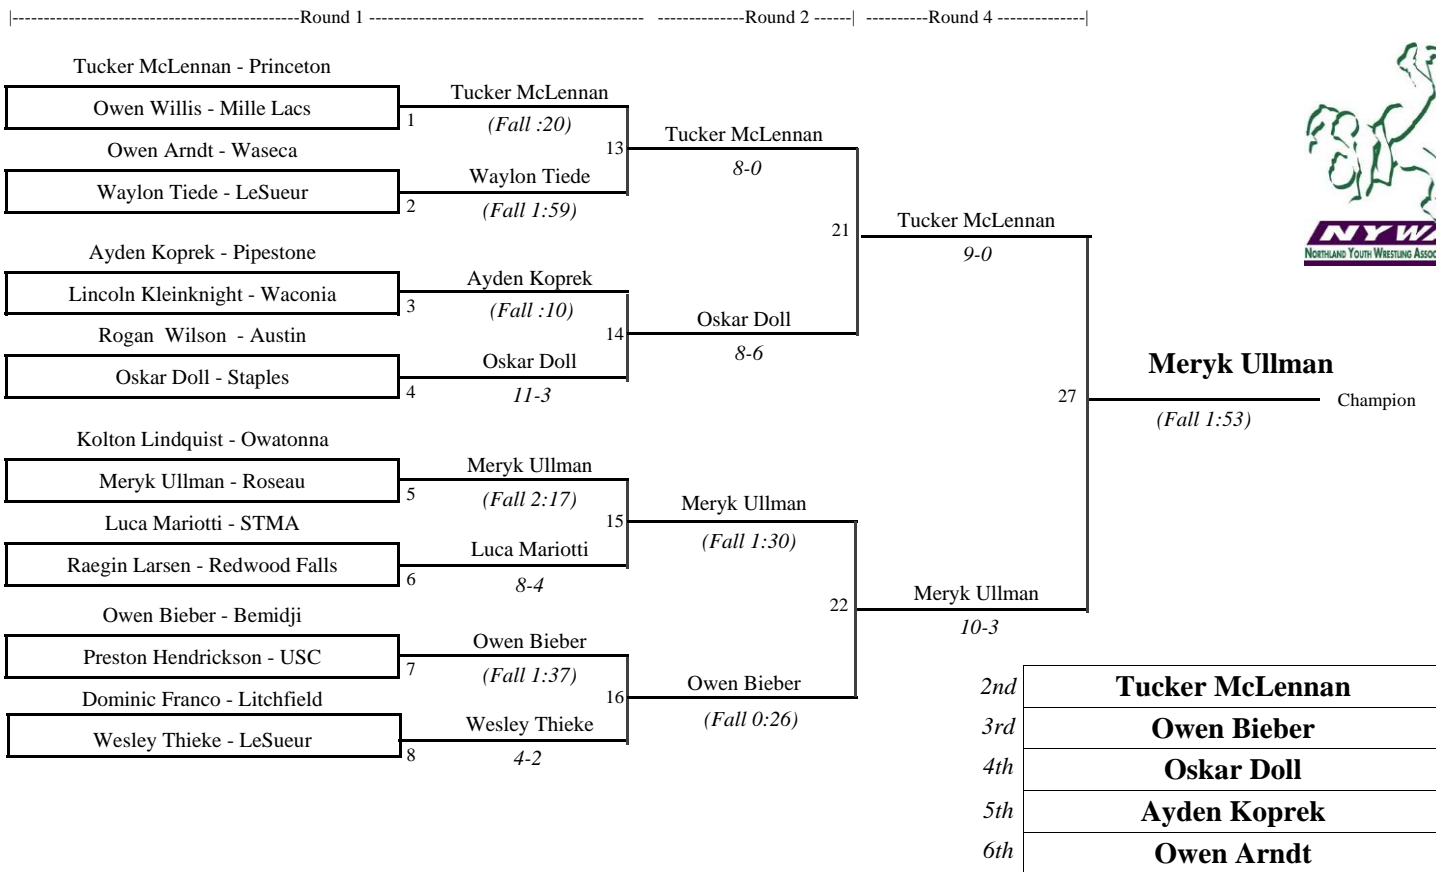 |----------------------------------------------Round 1 -------------------------------------------- --------------Round 2 ------| ----------Round 4 --------------|
Tucker McLennan - Princeton
Owen Willis - Mille Lacs
1
Owen Arndt - Waseca
Waylon Tiede - LeSueur
2
Ayden Koprek - Pipestone
Lincoln Kleinknight - Waconia
3
Rogan Wilson - Austin
Oskar Doll - Staples
4
Kolton Lindquist - Owatonna
Meryk Ullman - Roseau
5
Luca Mariotti - STMA
Raegin Larsen - Redwood Falls
6
Owen Bieber - Bemidji
Preston Hendrickson - USC
7
Dominic Franco - Litchfield
Wesley Thieke - LeSueur
8
Tucker McLennan
(Fall :20)
13
Waylon Tiede
(Fall 1:59)
Ayden Koprek
(Fall :10)
14
Oskar Doll
11-3
Meryk Ullman
(Fall 2:17)
15
Luca Mariotti
8-4
Owen Bieber
(Fall 1:37)
16
Wesley Thieke
4-2
Tucker McLennan
8-0
21
Oskar Doll
8-6
Meryk Ullman
(Fall 1:30)
22
Owen Bieber
(Fall 0:26)
Tucker McLennan
9-0
27
Meryk Ullman
10-3
NYWA
NORTHLAND YOUTH WRESTLING
Meryk Ullman
Champion
(Fall 1:53)
2nd Tucker McLennan
3rd Owen Bieber
4th Oskar Doll
5th Ayden Koprek
6th Owen Arndt